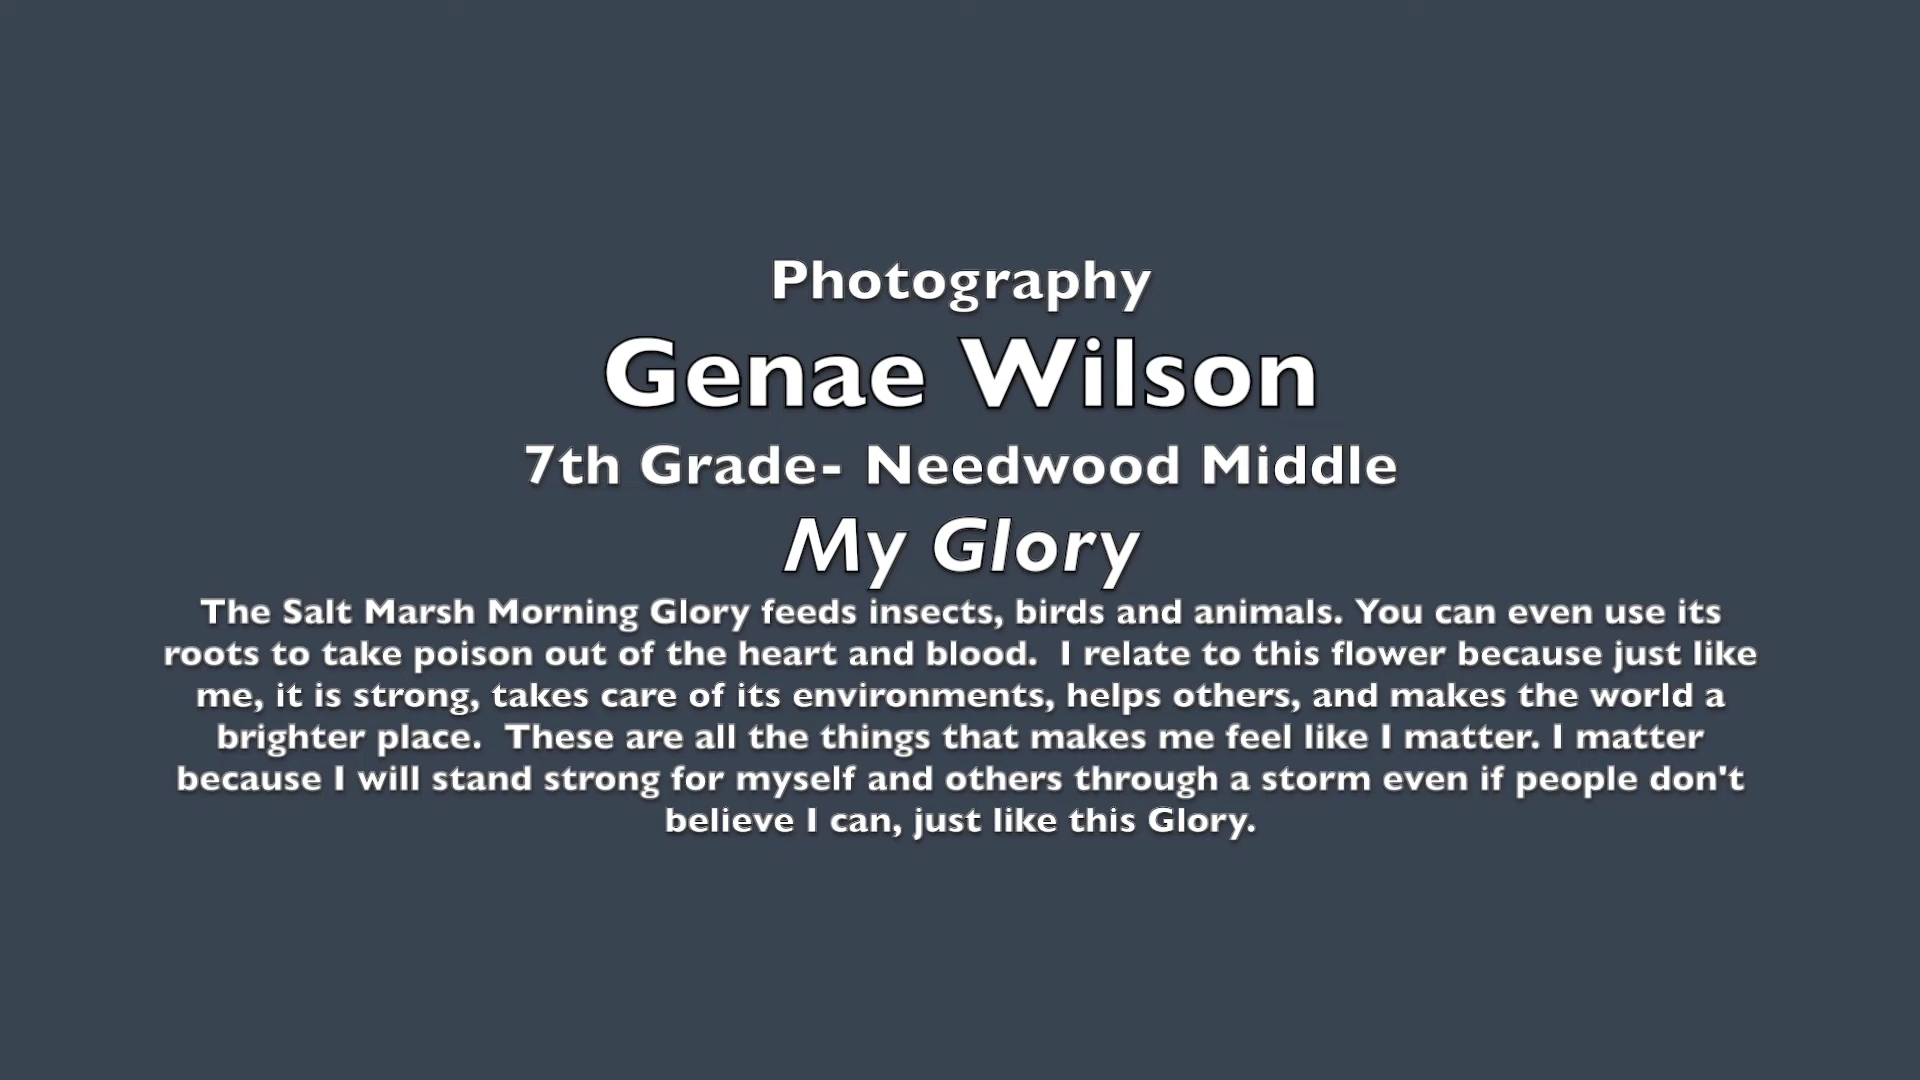 Photography
Genae Wilson
7th Grade- Needwood Middle
My Glory
The Salt Marsh Morning Glory feeds insects, birds and animals. You can even use its
roots to take poison out of the heart and blood.  I relate to this flower because just like
me, it is strong, takes care of its environments, helps others, and makes the world a
brighter place.  These are all the things that makes me feel like I matter. I matter
because I will stand strong for myself and others through a storm even if people don't
believe I can, just like this Glory.